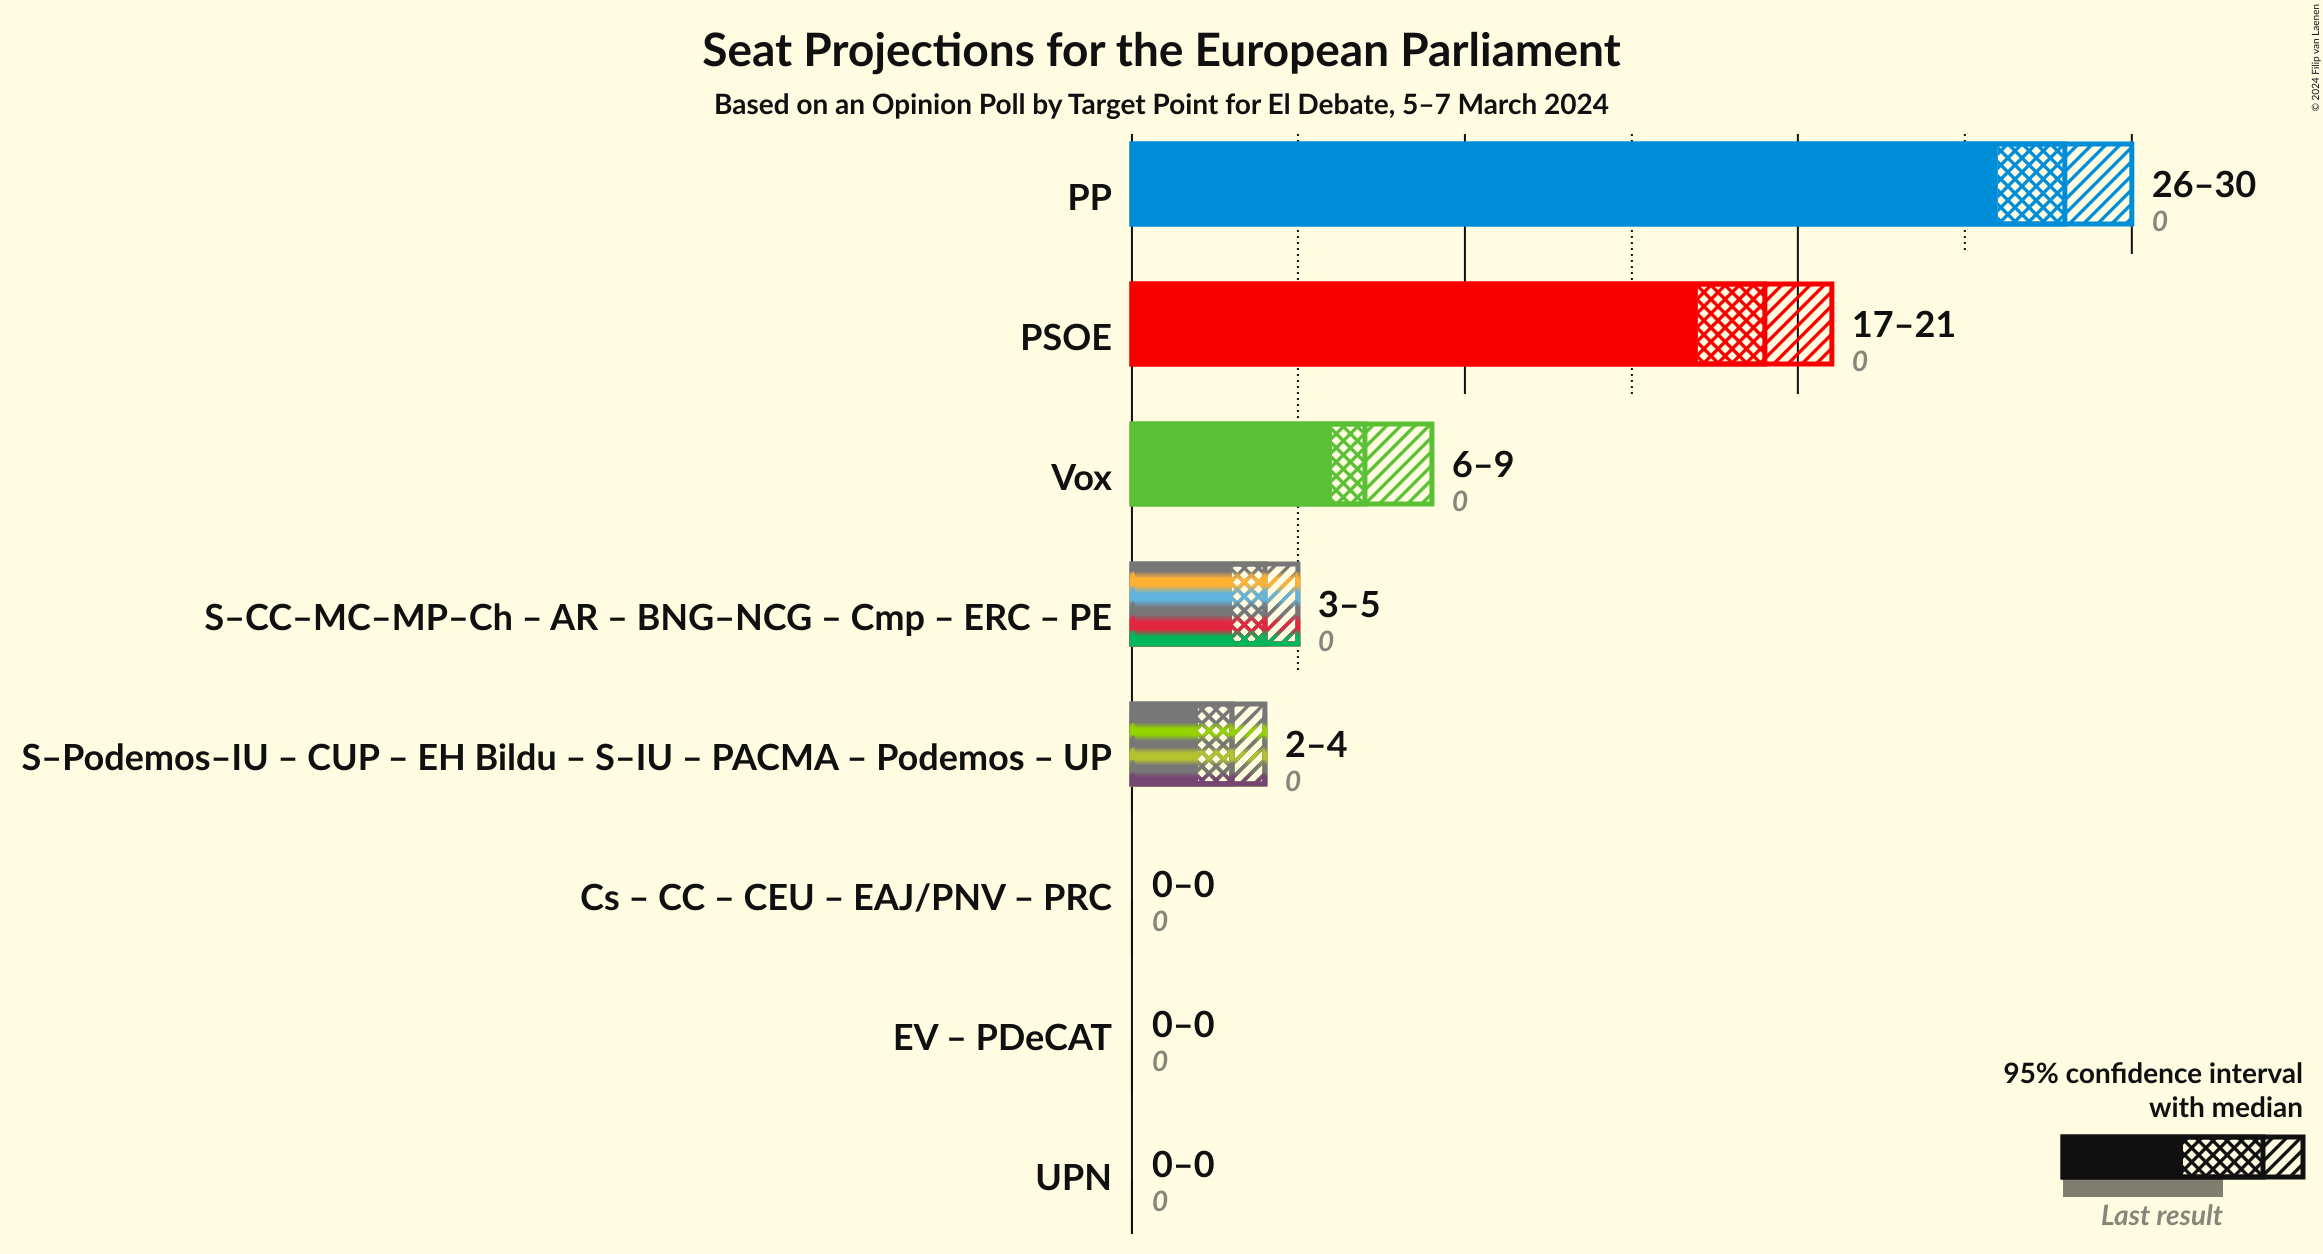 Seat Projections for the European Parliament
Based on an Opinion Poll by Target Point for El Debate, 5–7 March 2024
© 2024 Filip van Laenen
PP
26–30
0
PSOE
17–21
0
Vox
6–9
0
S–CC–MC–MP–Ch – AR – BNG–NCG – Cmp – ERC – PE
3–5
0
S–Podemos–IU – CUP – EH Bildu – S–IU – PACMA – Podemos – UP
2–4
0
Cs – CC – CEU – EAJ/PNV – PRC
0–0
0
EV – PDeCAT
0–0
0
UPN
0–0
0
95% confidence interval
with median
Last result